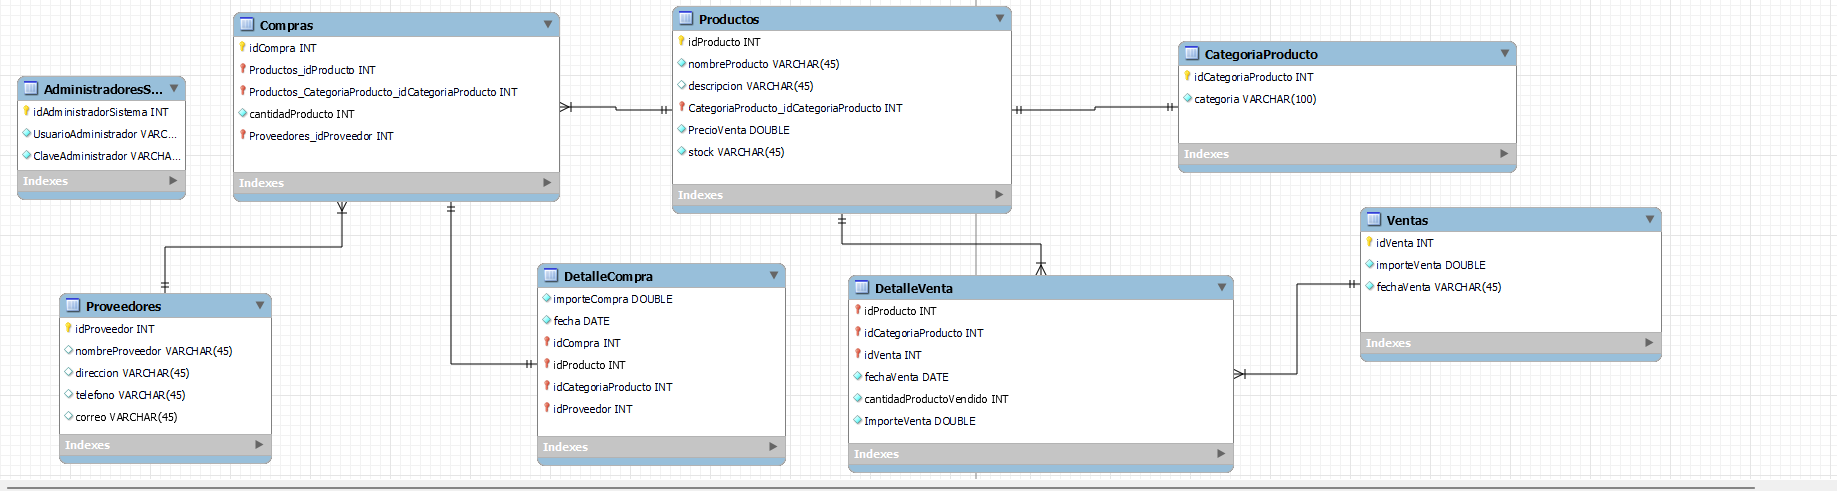 AdministradoresS...
idAdministradorSistema INT
UsuarioAdministrador VARC...
ClaveAdministrador VARCHA...
Indexes
Compras
idCompra INT
Productos_idProducto INT
Productos_CategoriaProducto_idCategoriaProducto INT
cantidadProducto INT
Proveedores_idProveedor INT
Indexes
Productos
idProducto INT
nombreProducto VARCHAR(45)
descripcion VARCHAR(45)
CategoriaProducto_idCategoriaProducto INT
PrecioVenta DOUBLE
stock VARCHAR(45)
Indexes
CategoriaProducto
idCategoriaProducto INT
categoria VARCHAR(100)
Indexes
Proveedores
idProveedor INT
nombreProveedor VARCHAR(45)
direccion VARCHAR(45)
telefono VARCHAR(45)
correo VARCHAR(45)
Indexes
DetalleCompra
importeCompra DOUBLE
fecha DATE
idCompra INT
idProducto INT
idCategoriaProducto INT
idProveedor INT
Indexes
DetalleVenta
idProducto INT
idCategoriaProducto INT
idVenta INT
fechaVenta DATE
cantidadProductoVendido INT
ImporteVenta DOUBLE
Indexes
Ventas
idVenta INT
importeVenta DOUBLE
fechaVenta VARCHAR(45)
Indexes